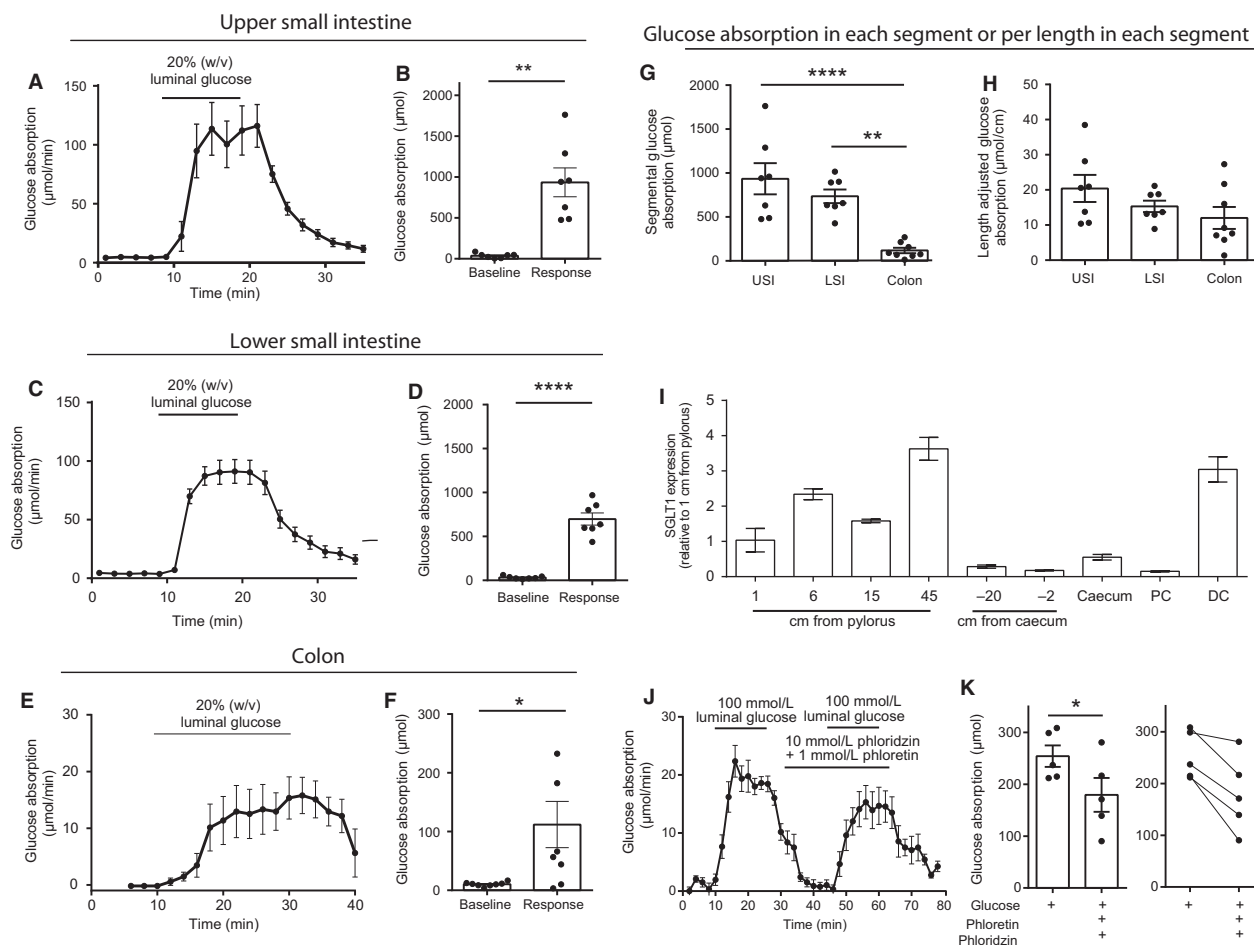 Upper small intestine
A
20% (w/v)
luminal glucose
Glucose absorption
(μmol/min)
150
100
50
0
0 10 20 30
Time (min)
B
**
Glucose absorption (μmol)
2000
1500
1000
500
0
Baseline Response
Lower small intestine
C
20% (w/v)
luminal glucose
Glucose absorption
(μmol/min)
150
100
50
0
0 10 20 30
Time (min)
D
****
Glucose absorption (μmol)
2000
1500
1000
500
0
Baseline Response
Colon
E
20% (w/v)
luminal glucose
Glucose absorption
(μmol/min)
30
20
10
0
0 10 20 30 40
Time (min)
F
*
Glucose absorption (μmol)
300
200
100
0
Baseline Response
Glucose absorption in each segment or per length in each segment
G
****
**
Segmental glucose
absorption (μmol)
2000
1500
1000
500
0
USI LSI Colon
H
Length adjusted glucose
absorption (μmol/cm)
50
40
30
20
10
0
USI LSI Colon
I
SGLT1 expression
(relative to 1 cm from pylorus)
5
4
3
2
1
0
1 6 15 45 –20 –2 Caecum PC DC
cm from pylorus cm from caecum
J
100 mmol/L
luminal glucose
100 mmol/L
luminal glucose
10 mmol/L phloridzin
+ 1 mmol/L phloretin
Glucose absorption
(μmol/min)
30
20
10
0
0 10 20 30 40 50 60 70 80
Time (min)
K
*
Glucose absorption (μmol)
300
200
100
0
300
200
100
0
Glucose + + + +
Phloretin + +
Phloridzin + +